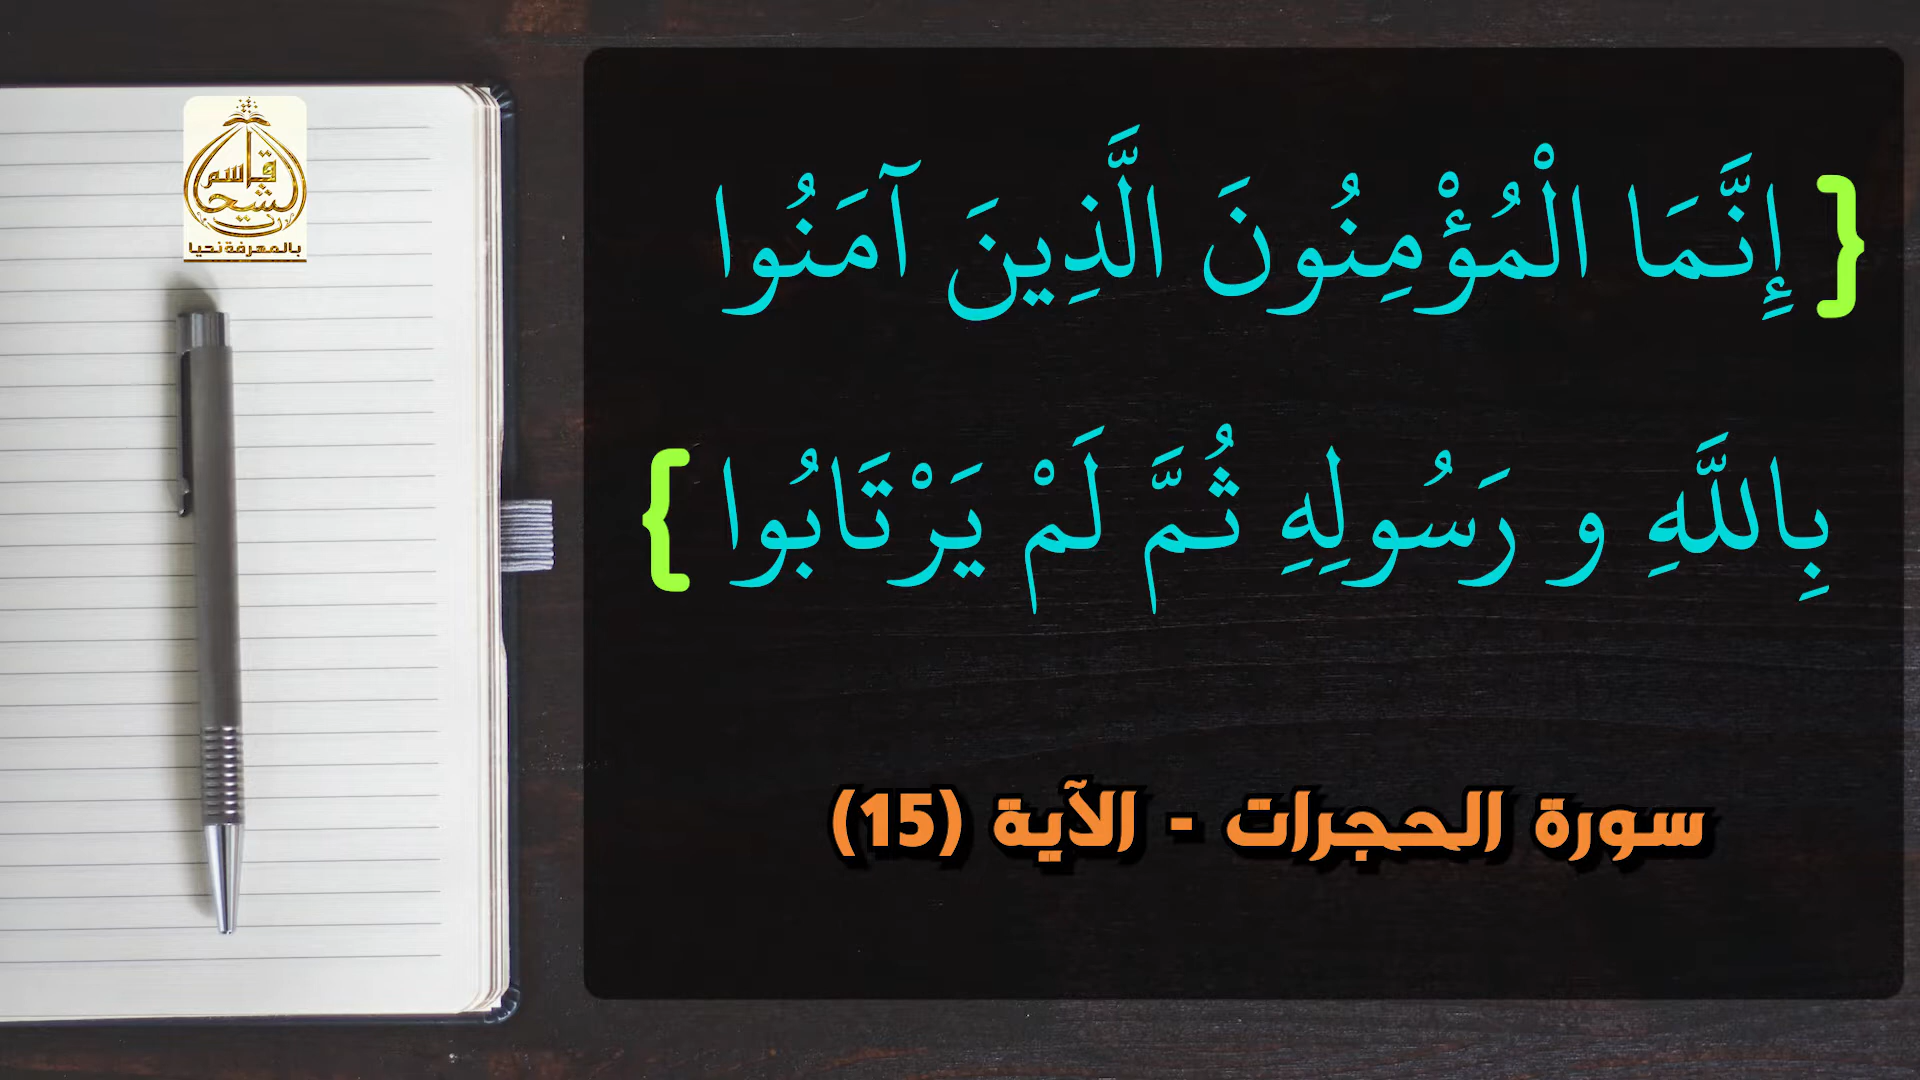 قاسم
الشيخ
بالمعرفة نحيا
{ إِنَّمَا الْمُؤْمِنُونَ الَّذِينَ آمَنُوا
بِاللَّهِ و رَسُولِهِ ثُمَّ لَمْ يَرْتَابُوا }
سورة الحجرات - الآية (15)